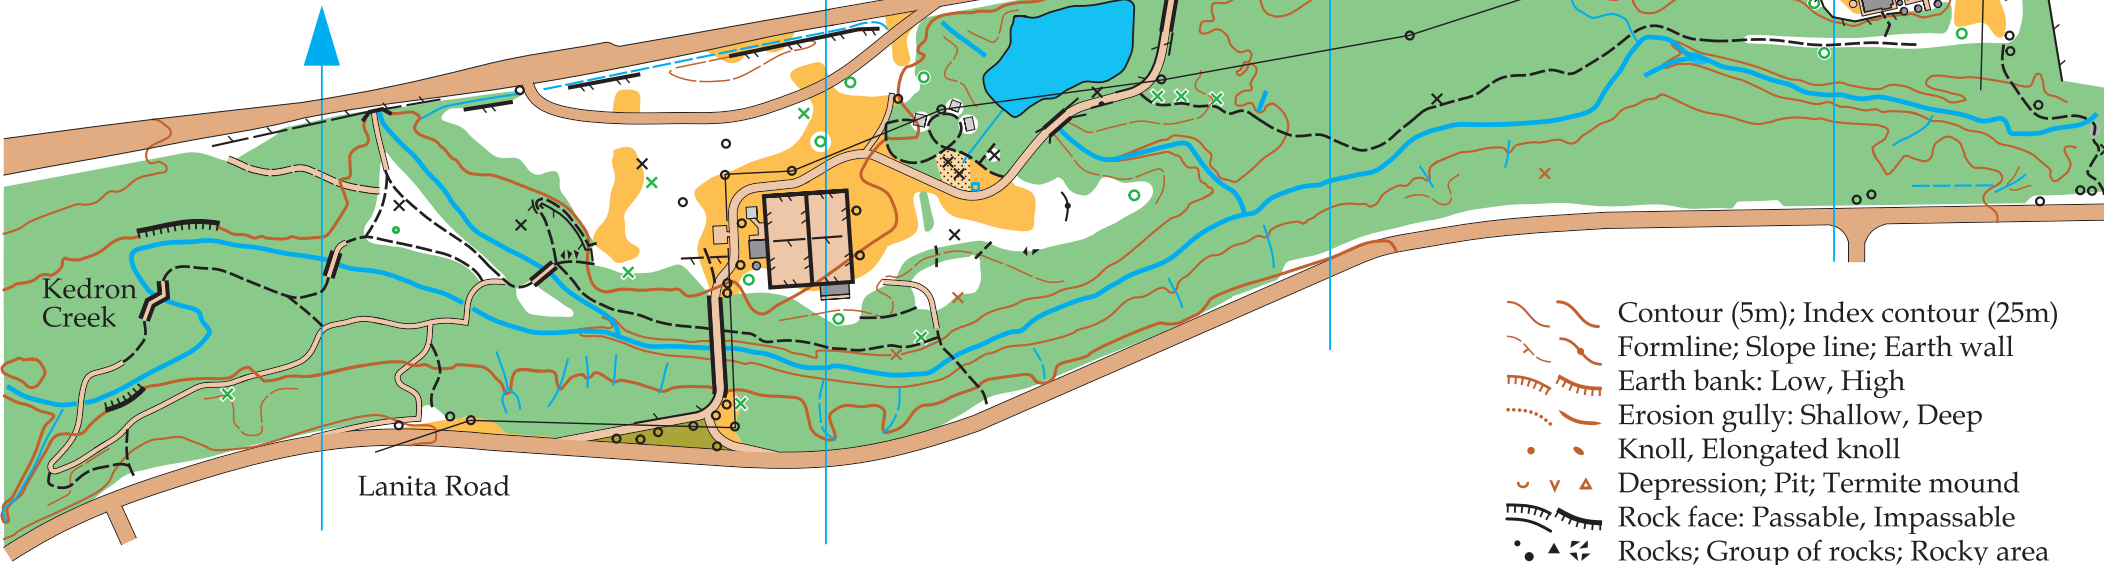 Kedron
Creek
Lanita Road
Contour (5m); Index contour (25m)
Formline; Slope line; Earth wall
Earth bank: Low, High
Erosion gully: Shallow, Deep
Knoll, Elongated knoll
Depression; Pit; Termite mound
Rock face: Passable, Impassable
Rocks; Group of rocks; Rocky area